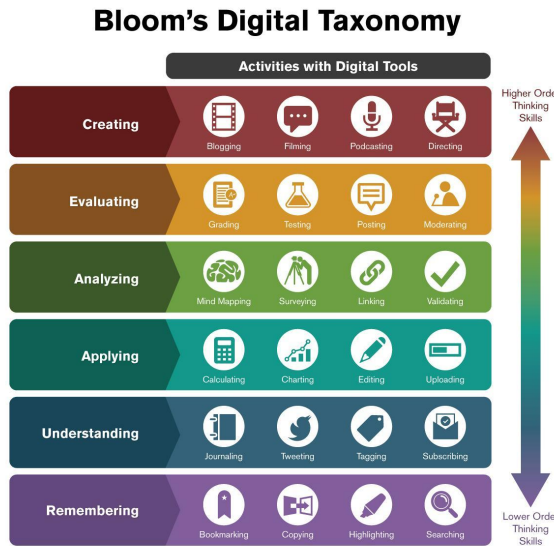 Bloom's Digital Taxonomy
Activities with Digital Tools
Higher Orde
Thinking
Skills
Creating
Blogging
Filming
Podcasting
Directing
Evaluating
A+
Grading
Testing
Posting
Moderating
Analyzing
Mind Mapping
Surveying
Linking
Validating
Applying
Calculating
Charting
Editing
Uploading
Understanding
Journaling
Tweeting
Tagging
Subscribing
Remembering
Bookmarking
Copying
Highlighting
Searching
Lower Orde
Thinking
Skills